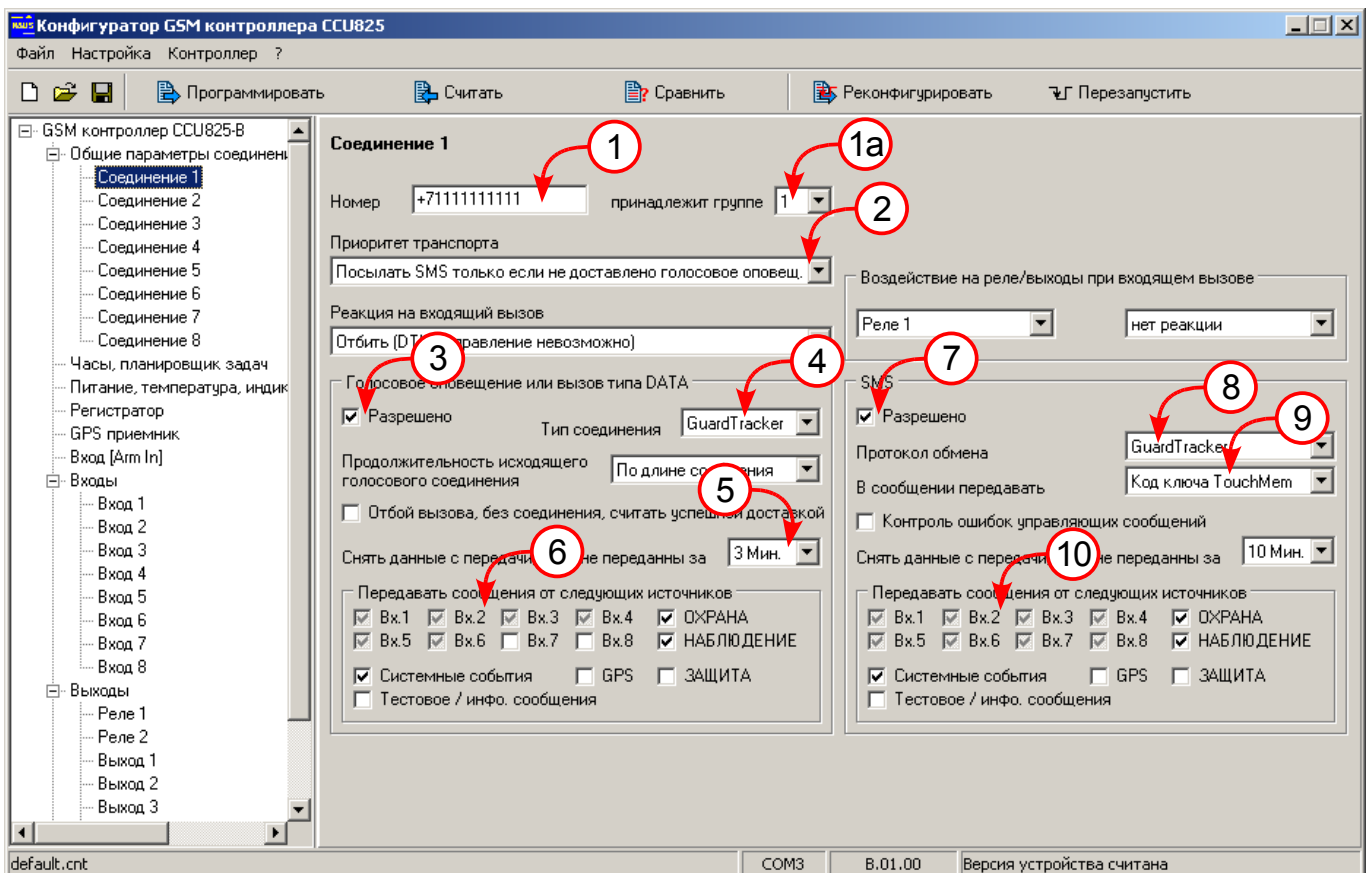 Конфигуратор GSM контроллера CCU825
Файл Настройка Контроллер ?
Программировать Считать Сравнить Реконфигурировать Перезапустить
GSM контроллер CCU825-B
Общие параметры соединени
Соединение 1
Соединение 2
Соединение 3
Соединение 4
Соединение 5
Соединение 6
Соединение 7
Соединение 8
Часы, планировщик задач
Питание, температура, индик
Регистратор
GPS приемник
Вход [Arm In]
Входы
Вход 1
Вход 2
Вход 3
Вход 4
Вход 5
Вход 6
Вход 7
Вход 8
Выходы
Реле 1
Реле 2
Выход 1
Выход 2
Выход 3
Соединение 1
1
1a
Номер +71111111111 принадлежит группе 1
2
Приоритет транспорта
Посылать SMS только если не доставлено голосовое оповещ.
Реакция на входящий вызов
Отбить (DT правление невозможно)
Воздействие на реле/выходы при входящем вызове
Реле 1 нет реакции
3
4
Голосовое оповещение или вызов типа DATA
Разрешено
Тип соединения GuardTracker
Продолжительность исходящего
голосового соединения
По длине со ения
5
Отбой вызова, без соединения, считать успешной доставкой
Снять данные с передачи не переданны за 3 Мин.
6
Передавать сообщения от следующих источников
Вх.1 Вх.2 Вх.3 Вх.4 ОХРАНА
Вх.5 Вх.6 Вх.7 Вх.8 НАБЛЮДЕНИЕ
Системные события GPS ЗАЩИТА
Тестовое / инфо. сообщения
7
8
9
SMS
Разрешено
Протокол обмена GuardTracker
В сообщении передавать Код ключа TouchMem
Контроль ошибок управляющих сообщений
Снять данные с передачи не переданны за 10 Мин.
10
Передавать сообщения от следующих источников
Вх.1 Вх.2 Вх.3 Вх.4 ОХРАНА
Вх.5 Вх.6 Вх.7 Вх.8 НАБЛЮДЕНИЕ
Системные события GPS ЗАЩИТА
Тестовое / инфо. сообщения
default.cnt COM3 B.01.00 Версия устройства считана